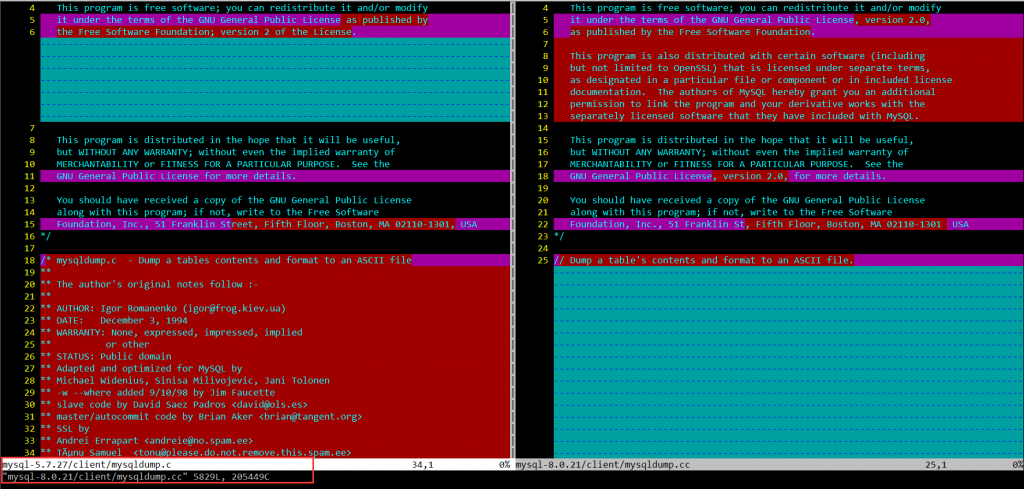 4 This program is free software; you can redistribute it and/or modify
5 it under the terms of the GNU General Public License as published by
6 the Free Software Foundation; version 2 of the License.
7
8 This program is distributed in the hope that it will be useful,
9 but WITHOUT ANY WARRANTY; without even the implied warranty of
10 MERCHANTABILITY or FITNESS FOR A PARTICULAR PURPOSE.  See the
11 GNU General Public License for more details.
12
13 You should have received a copy of the GNU General Public License
14 along with this program; if not, write to the Free Software
15 Foundation, Inc., 51 Franklin Street, Fifth Floor, Boston, MA 02110-1301, USA
16 */
17
18 /* mysqldump.c  - Dump a tables contents and format to an ASCII file
19 **
20 ** The author's original notes follow :-
21 **
22 ** AUTHOR: Igor Romanenko (igor@frog.kiev.ua)
23 ** DATE:   December 3, 1994
24 ** WARRANTY: None, expressed, impressed, implied
25 **          or other
26 ** STATUS: Public domain
27 ** Adapted and optimized for MySQL by
28 ** Michael Widenius, Sinisa Milivojevic, Jani Tolonen
29 ** -w --where added 9/10/98 by Jim Faucette
30 ** slave code by David Saez Padros <david@ols.es>
31 ** master/autocommit code by Brian Aker <brian@tangent.org>
32 ** SSL by
33 ** Andrei Errapart <andreie@no.spam.ee>
34 ** TÃµnu Samuel  <tonu@please.do.not.remove.this.spam.ee>
mysql-5.7.27/client/mysqldump.c 34,1 0%
"mysql-8.0.21/client/mysqldump.cc" 5829L, 205449C
4 This program is free software; you can redistribute it and/or modify
5 it under the terms of the GNU General Public License, version 2.0,
6 as published by the Free Software Foundation.
7
8 This program is also distributed with certain software (including
9 but not limited to OpenSSL) that is licensed under separate terms,
10 as designated in a particular file or component or in included license
11 documentation.  The authors of MySQL hereby grant you an additional
12 permission to link the program and your derivative works with the
13 separately licensed software that they have included with MySQL.
14
15 This program is distributed in the hope that it will be useful,
16 but WITHOUT ANY WARRANTY; without even the implied warranty of
17 MERCHANTABILITY or FITNESS FOR A PARTICULAR PURPOSE.  See the
18 GNU General Public License, version 2.0, for more details.
19
20 You should have received a copy of the GNU General Public License
21 along with this program; if not, write to the Free Software
22 Foundation, Inc., 51 Franklin St, Fifth Floor, Boston, MA 02110-1301  USA
23 */
24
25 // Dump a table's contents and format to an ASCII file.
mysql-8.0.21/client/mysqldump.cc 25,1 0%